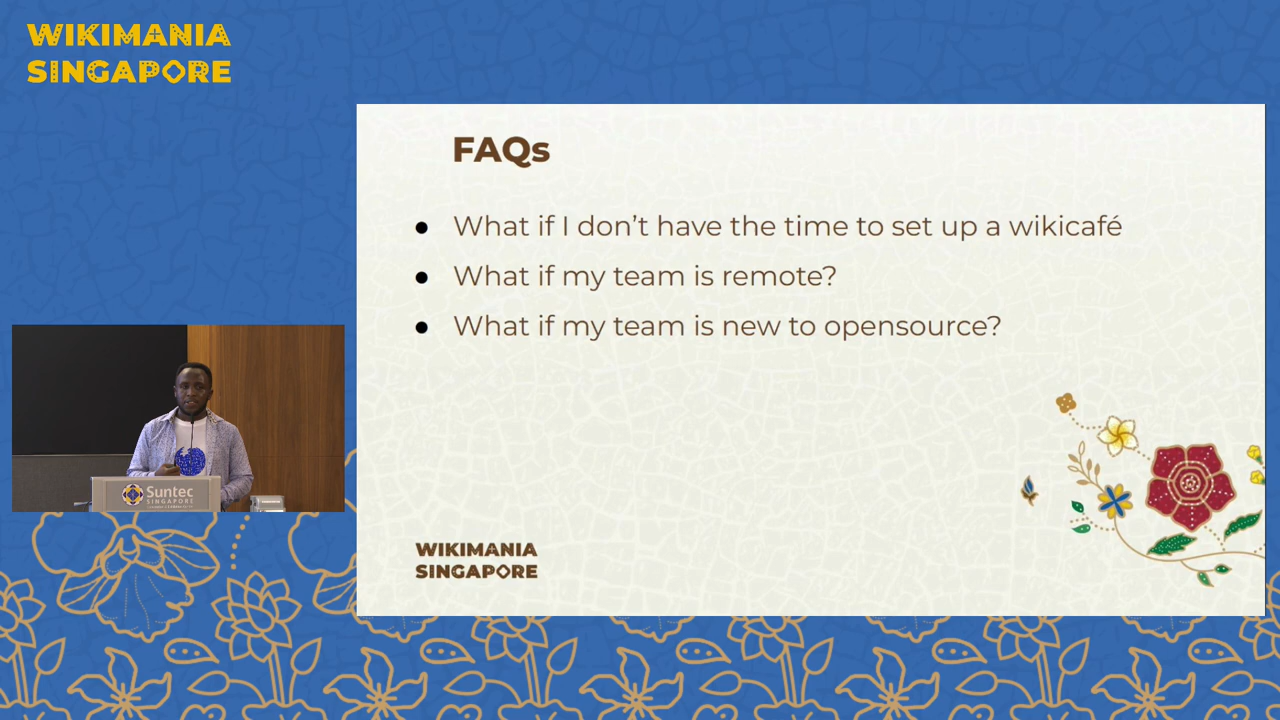 WIKIMANIA
SINGAPORE
FAQs
● What if I don’t have the time to set up a wikicafé
● What if my team is remote?
● What if my team is new to opensource?
Suntec
SINGAPORE
WIKIMANIA
SINGAPORE